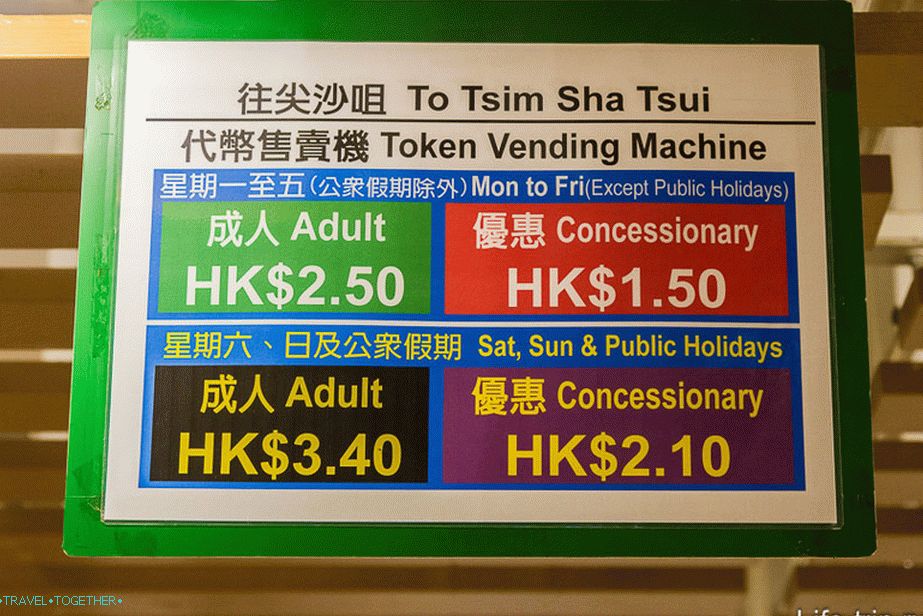 往尖沙咀 To Tsim Sha Tsui
代幣售賣機 Token Vending Machine
星期一至五(公眾假期除外) Mon to Fri(Except Public Holidays)
成人 Adult 優惠 Concessionary
HK$2.50 HK$1.50
星期六、日及公眾假期 Sat, Sun & Public Holidays
成人 Adult 優惠 Concessionary
HK$3.40 HK$2.10
•TRAVEL•TOGETHER•